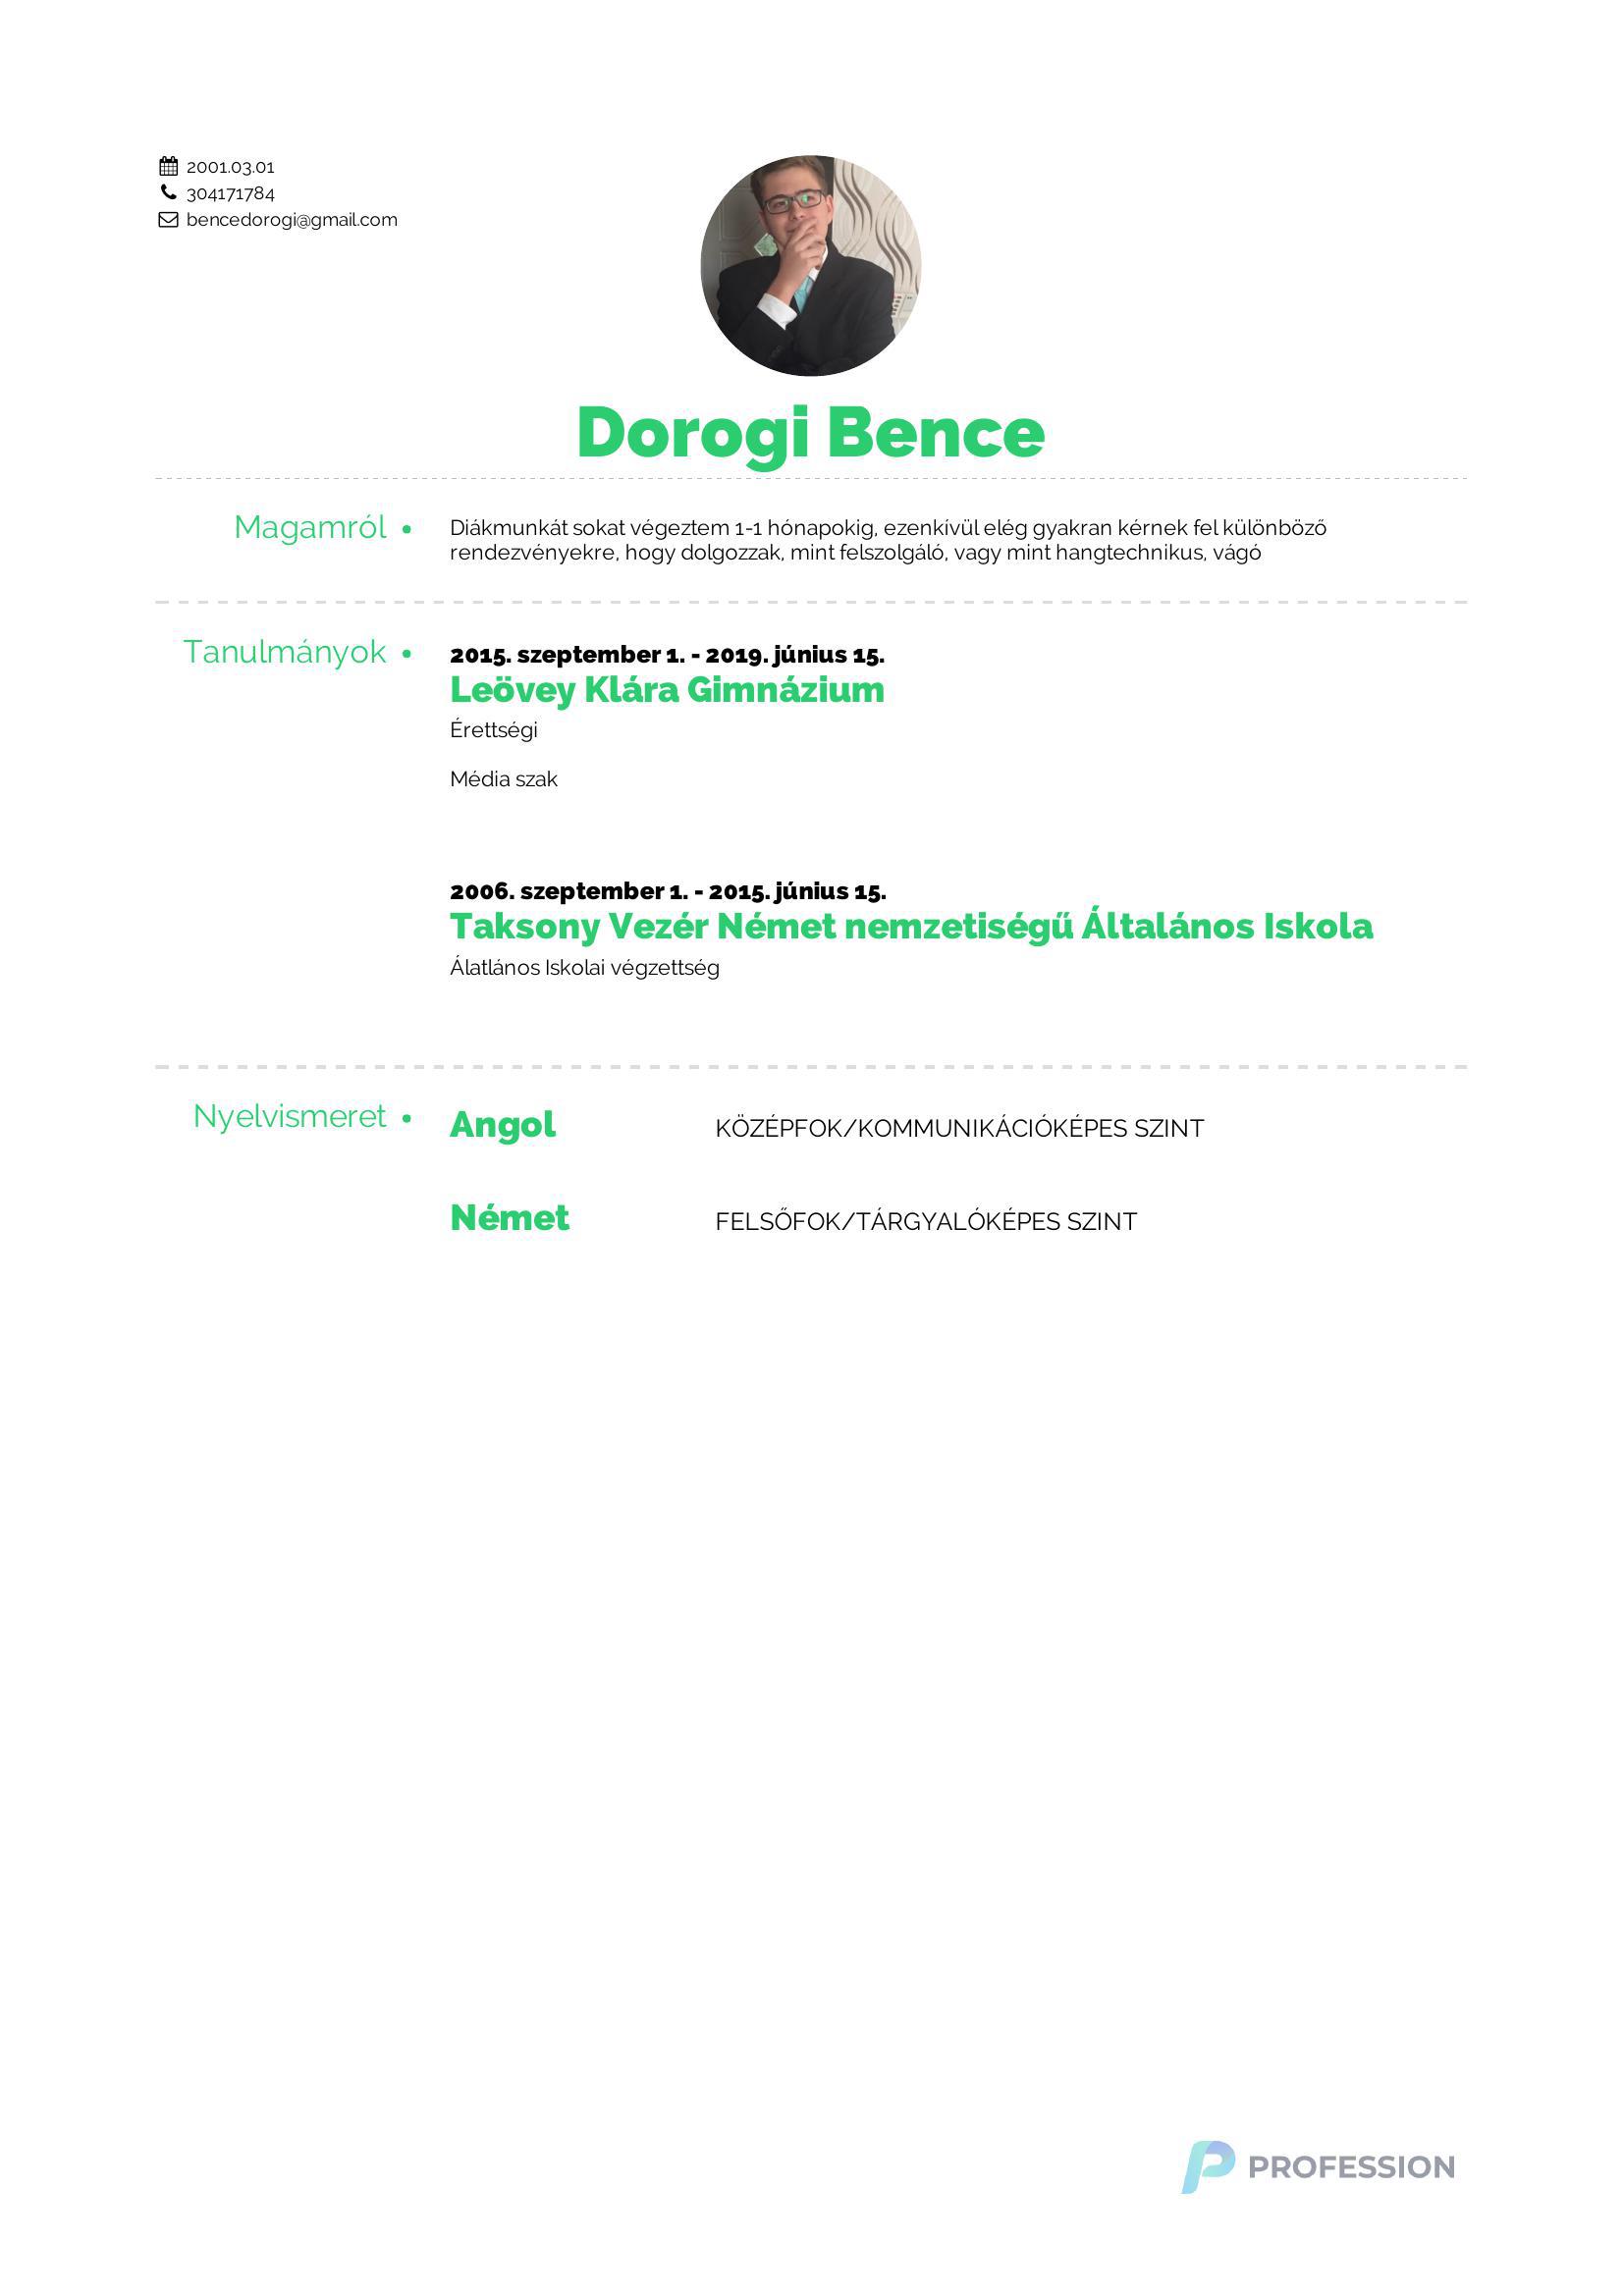 2001.03.01
304171784
bencedorogi@gmail.com
Dorogi Bence
Magamról
Diákmunkát sokat végeztem 1-1 hónapokig, ezenkívül elég gyakran kérnek fel különböző
rendezvényekre, hogy dolgozzak, mint felszolgáló, vagy mint hangtechnikus, vágó
Tanulmányok
2015. szeptember 1. - 2019. június 15.
Leövey Klára Gimnázium
Érettségi
Média szak
2006. szeptember 1. - 2015. június 15.
Taksony Vezér Német nemzetiségű Általános Iskola
Álatlános Iskolai végzettség
Nyelvismeret
Angol KÖZÉPFOK/KOMMUNIKÁCIÓKÉPES SZINT
Német FELSŐFOK/TÁRGYALÓKÉPES SZINT
PROFESSION